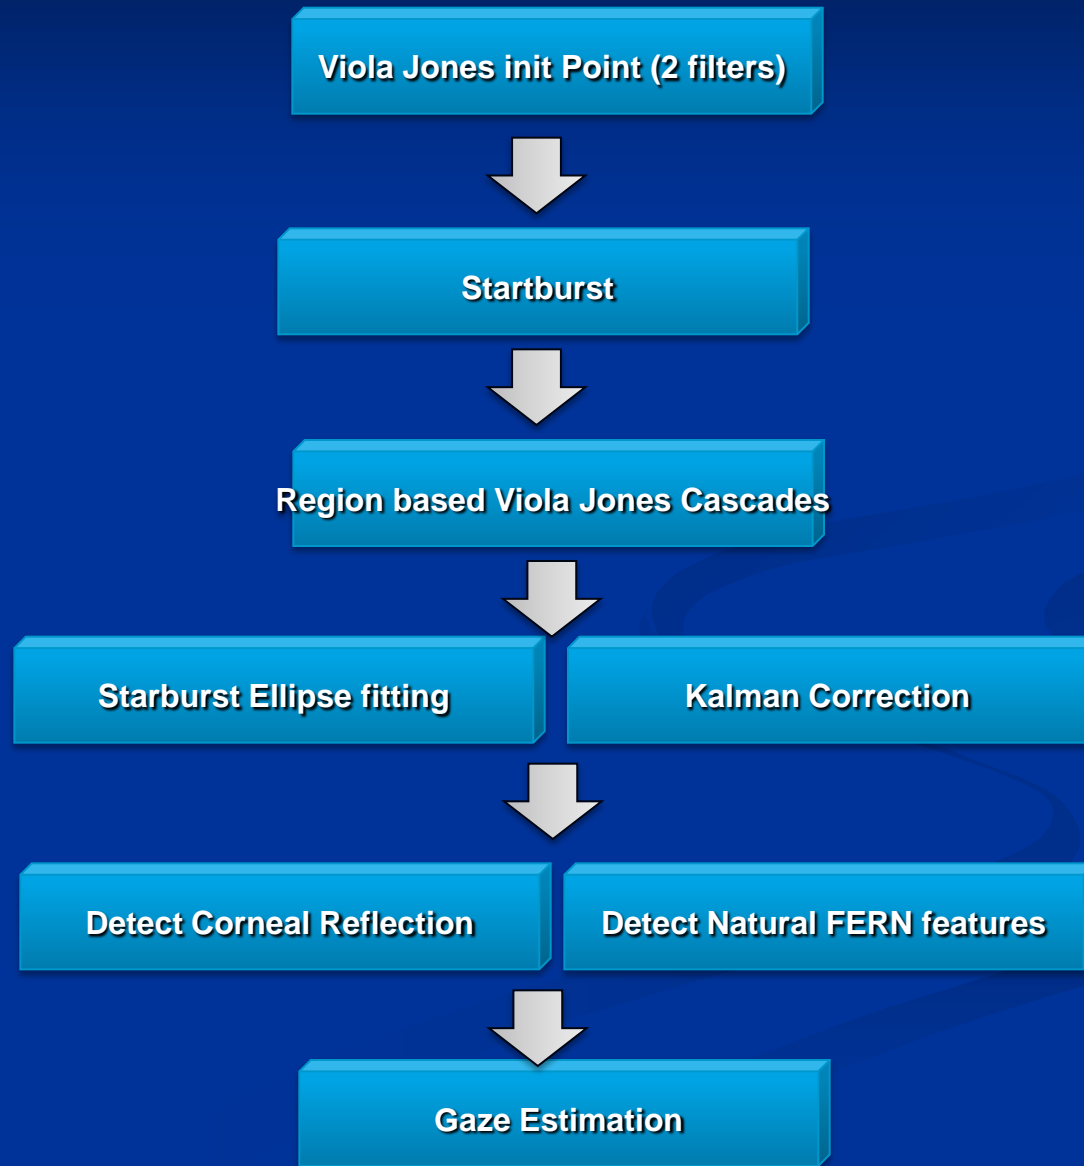 Viola Jones init Point (2 filters)
Startburst
Region based Viola Jones Cascades
Starburst Ellipse fitting
Kalman Correction
Detect Corneal Reflection
Detect Natural FERN features
Gaze Estimation